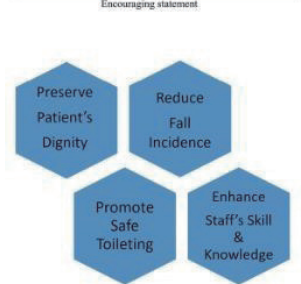 Encouraging statement
Preserve
Patient's
Dignity
Reduce
Fall
Incidence
Promote
Safe
Toileting
Enhance
Staff's Skill
&
Knowledge